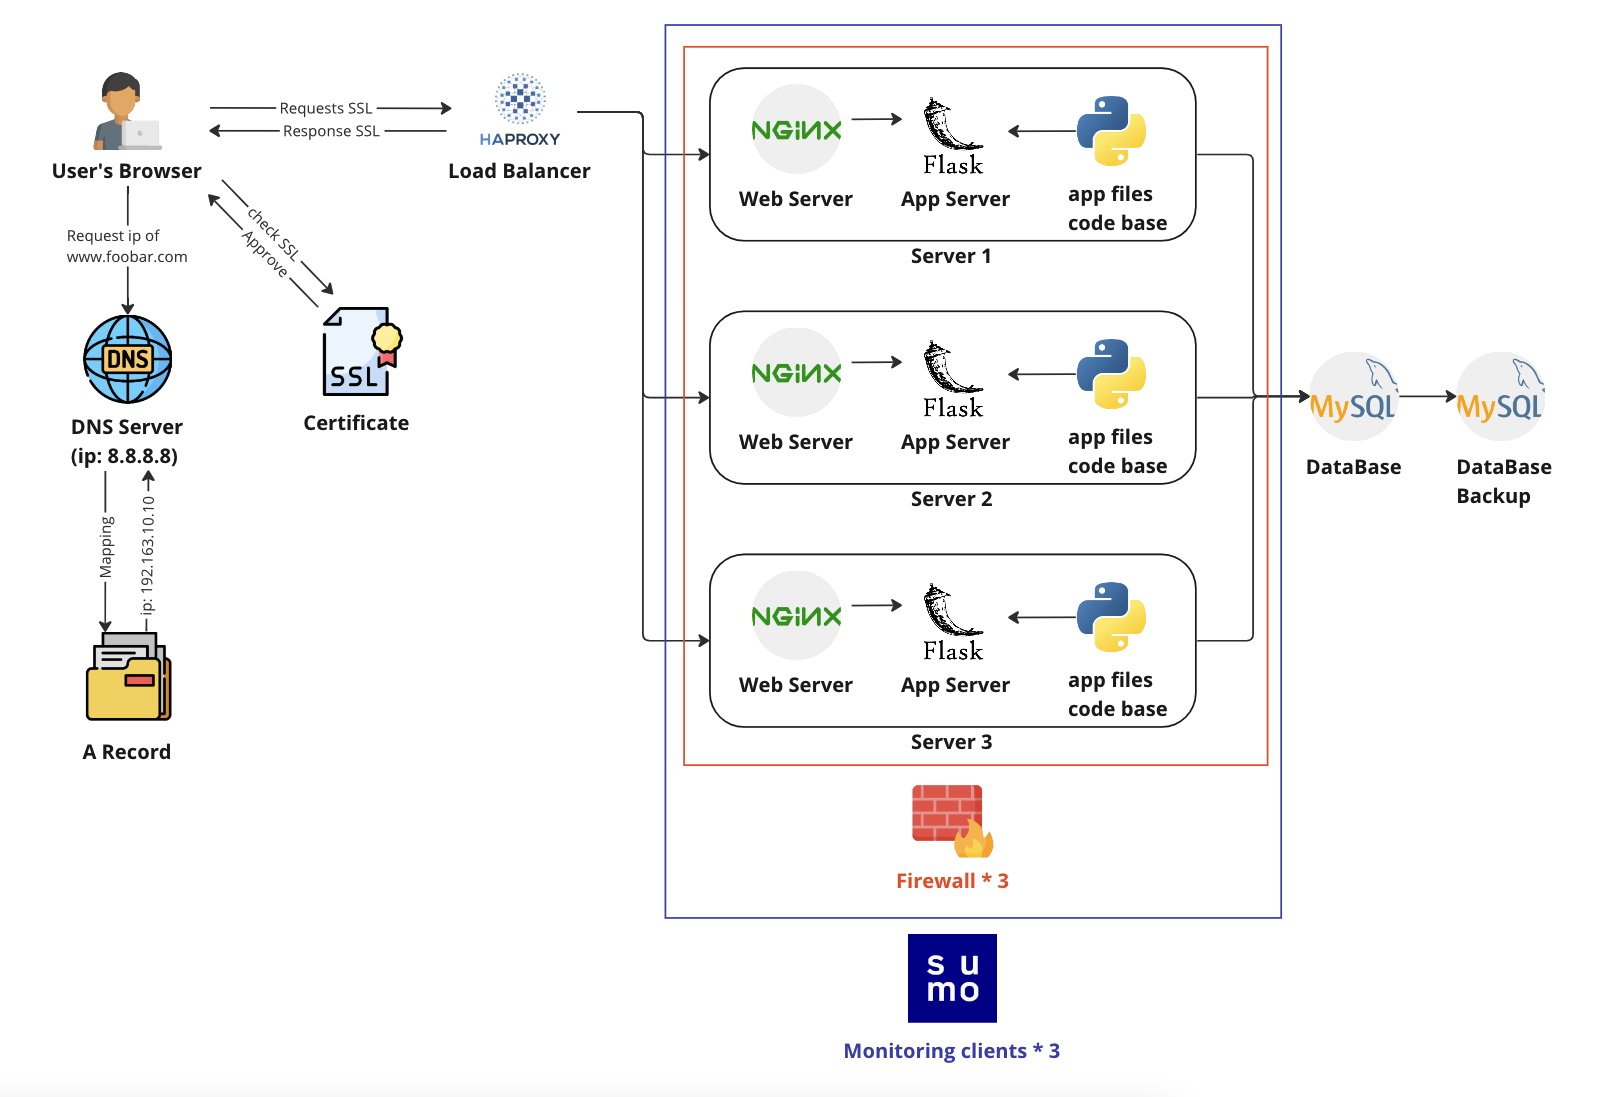 Requests SSL
Response SSL
User's Browser
HAPROXY
Load Balancer
check SSL
Approve
Request ip of
www.foobar.com
DNS
DNS Server
(ip: 8.8.8.8)
SSL
Certificate
Mapping
ip: 192.163.10.10
A Record
NGINX
Web Server
Flask
App Server
app files
code base
Server 1
NGINX
Web Server
Flask
App Server
app files
code base
Server 2
NGINX
Web Server
Flask
App Server
app files
code base
Server 3
MySQL
DataBase
MySQL
DataBase
Backup
Firewall * 3
su
mo
Monitoring clients * 3